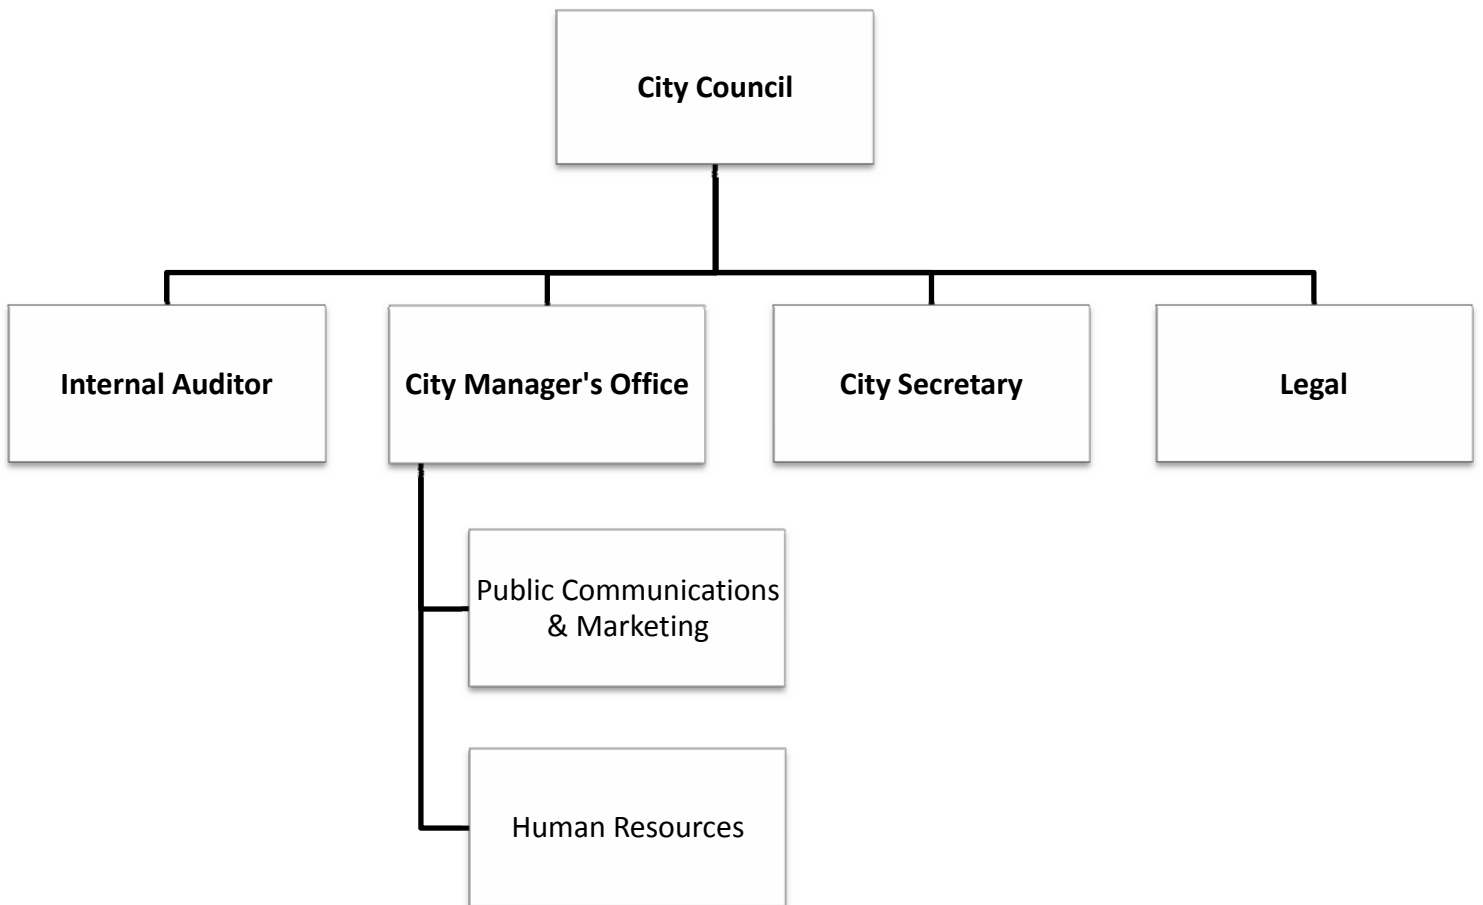 City Council
Internal Auditor
City Manager's Office
City Secretary
Legal
Public Communications
& Marketing
Human Resources